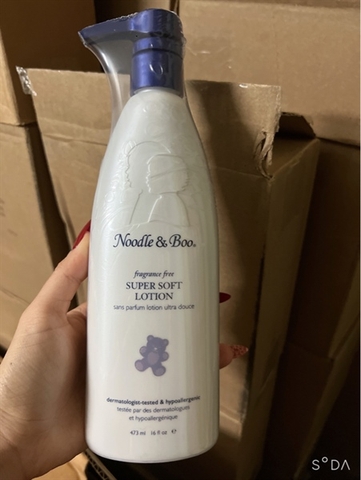 Noodle & Boo®
fragrance free
SUPER SOFT
LOTION
sans parfum lotion ultra douce
dermatologist-tested & hypoallergenic
testée par des dermatologues
et hypoallergénique
473 ml 16 fl oz ℮
SODA